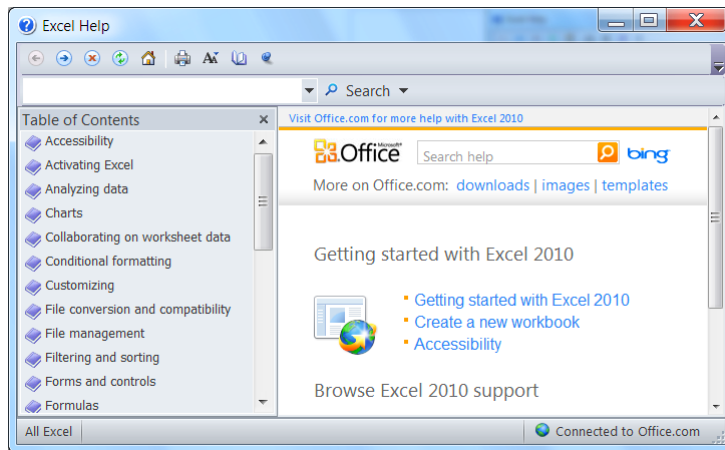 Excel Help
Search
Table of Contents
Accessibility
Activating Excel
Analyzing data
Charts
Collaborating on worksheet data
Conditional formatting
Customizing
File conversion and compatibility
File management
Filtering and sorting
Forms and controls
Formulas
Visit Office.com for more help with Excel 2010
Microsoft Office Search help bing
More on Office.com: downloads | images | templates
Getting started with Excel 2010
Getting started with Excel 2010
Create a new workbook
Accessibility
Browse Excel 2010 support
All Excel Connected to Office.com